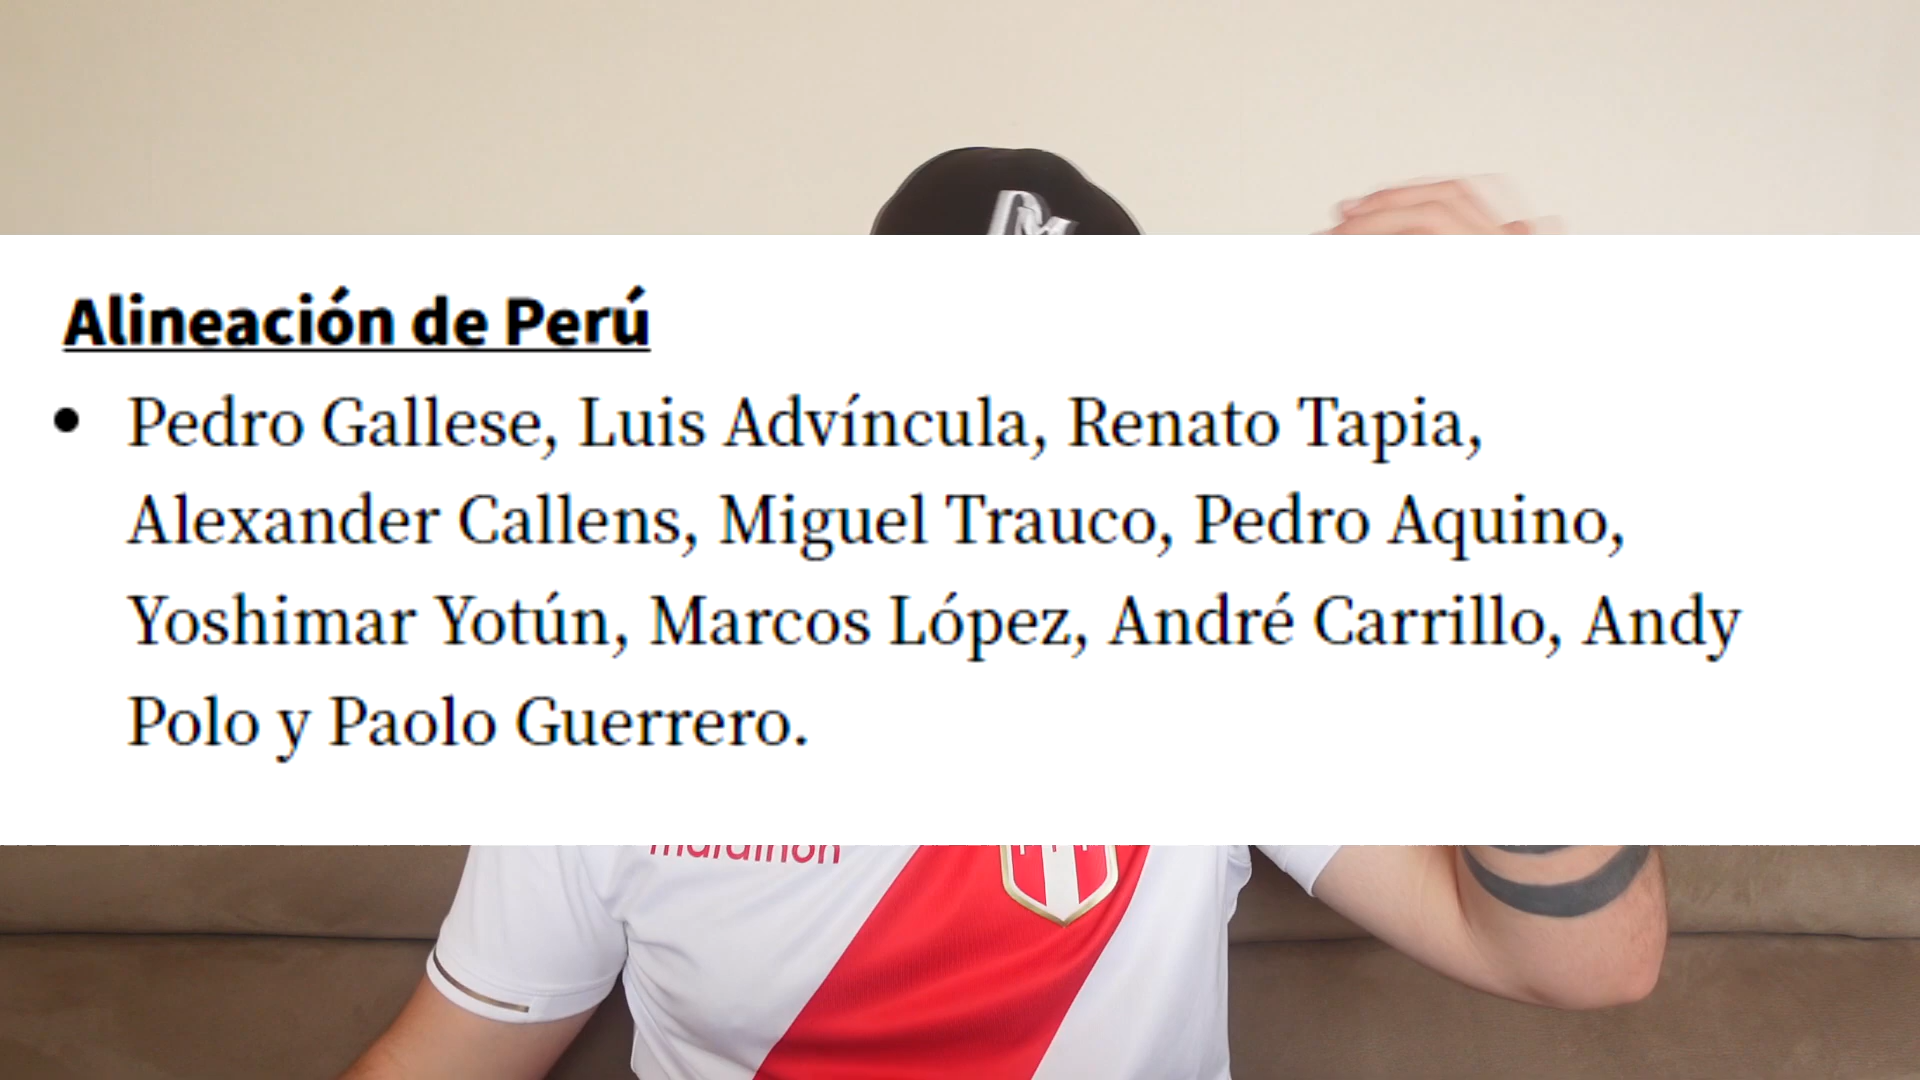 Alineación de Perú
• Pedro Gallese, Luis Advíncula, Renato Tapia,
Alexander Callens, Miguel Trauco, Pedro Aquino,
Yoshimar Yotún, Marcos López, André Carrillo, Andy
Polo y Paolo Guerrero.
marathon